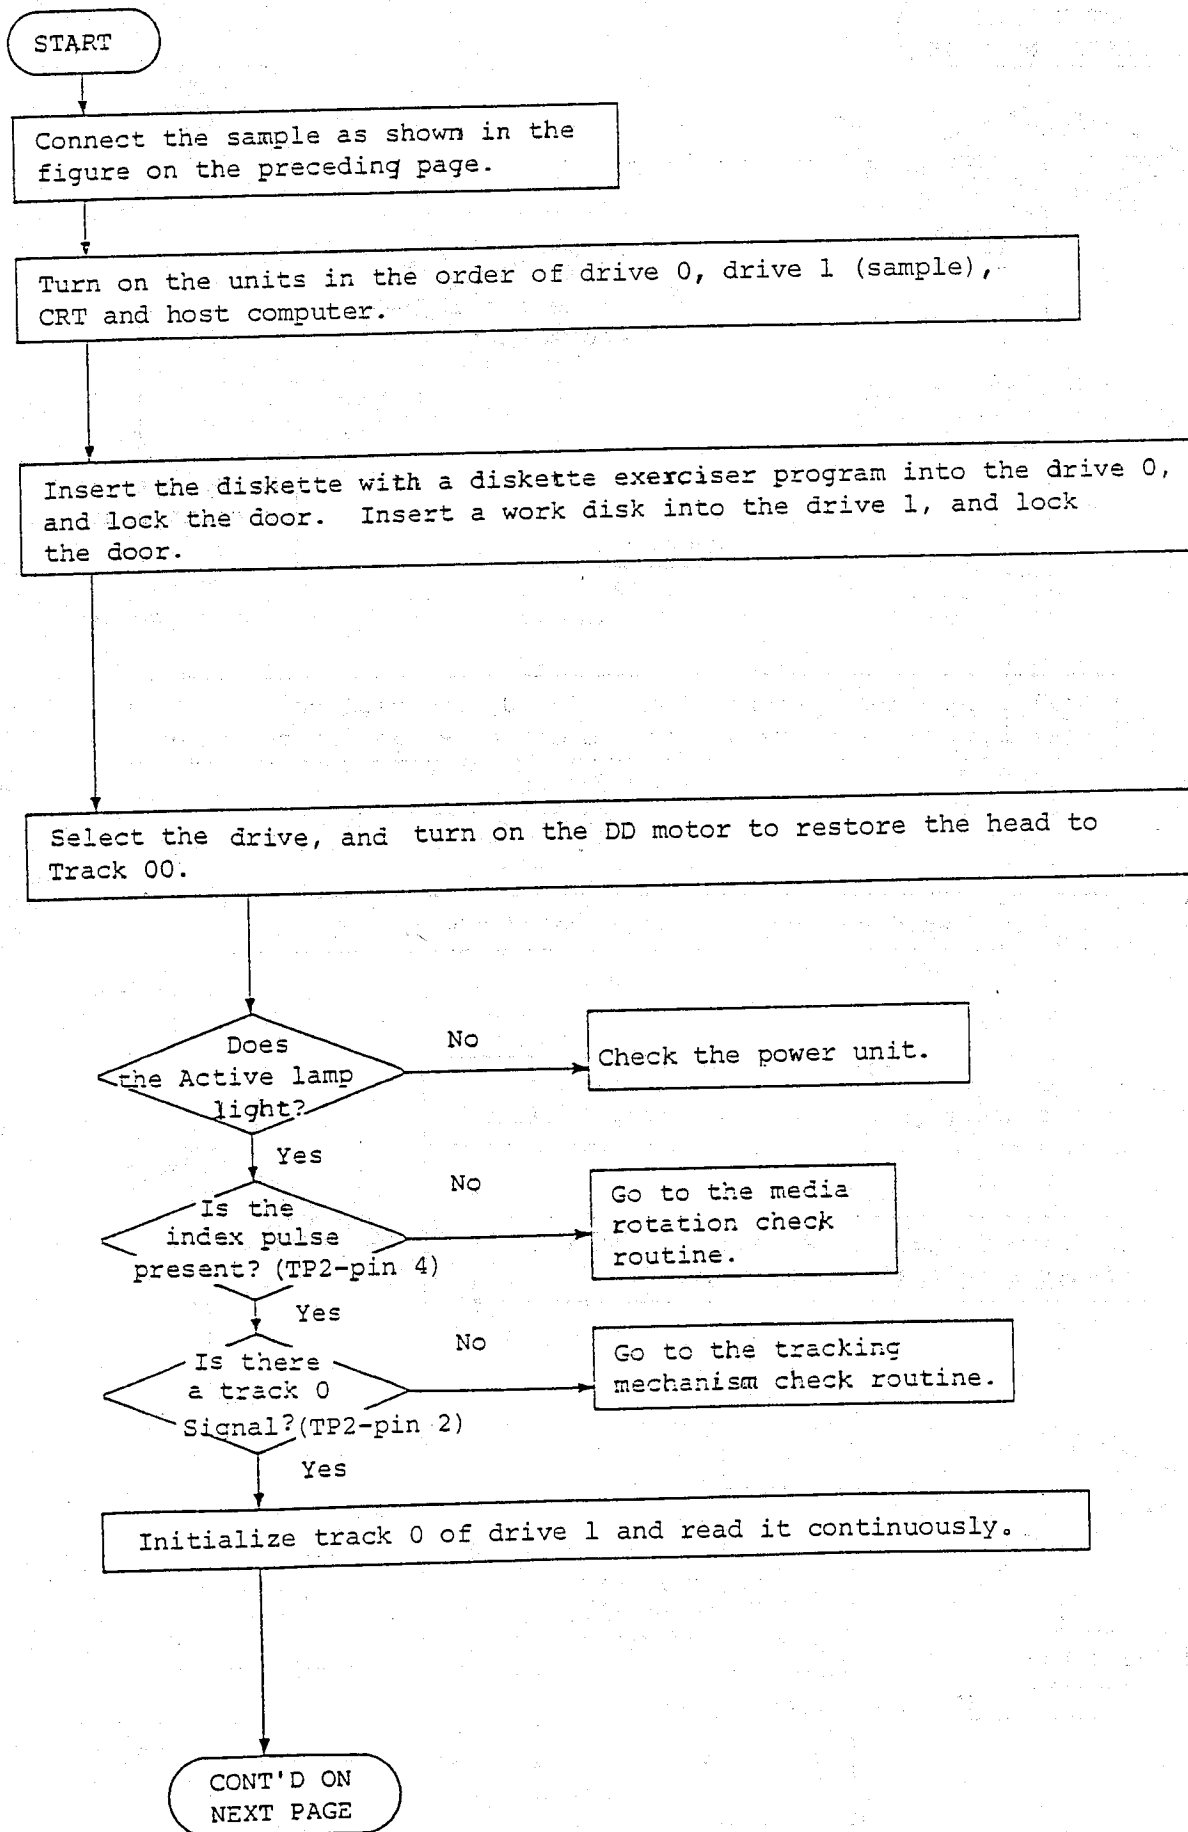 START
Connect the sample as shown in the
figure on the preceding page.
Turn on the units in the order of drive 0, drive 1 (sample),
CRT and host computer.
Insert the diskette with a diskette exerciser program into the drive 0,
and lock the door. Insert a work disk into the drive 1, and lock
the door.
Select the drive, and turn on the DD motor to restore the head to
Track 00.
Does
the Active lamp
light?
No
Check the power unit.
Yes
Is the
index pulse
present? (TP2-pin 4)
No
Go to the media
rotation check
routine.
Yes
Is there
a track 0
Signal? (TP2-pin 2)
No
Go to the tracking
mechanism check routine.
Yes
Initialize track 0 of drive 1 and read it continuously.
CONT'D ON
NEXT PAGE